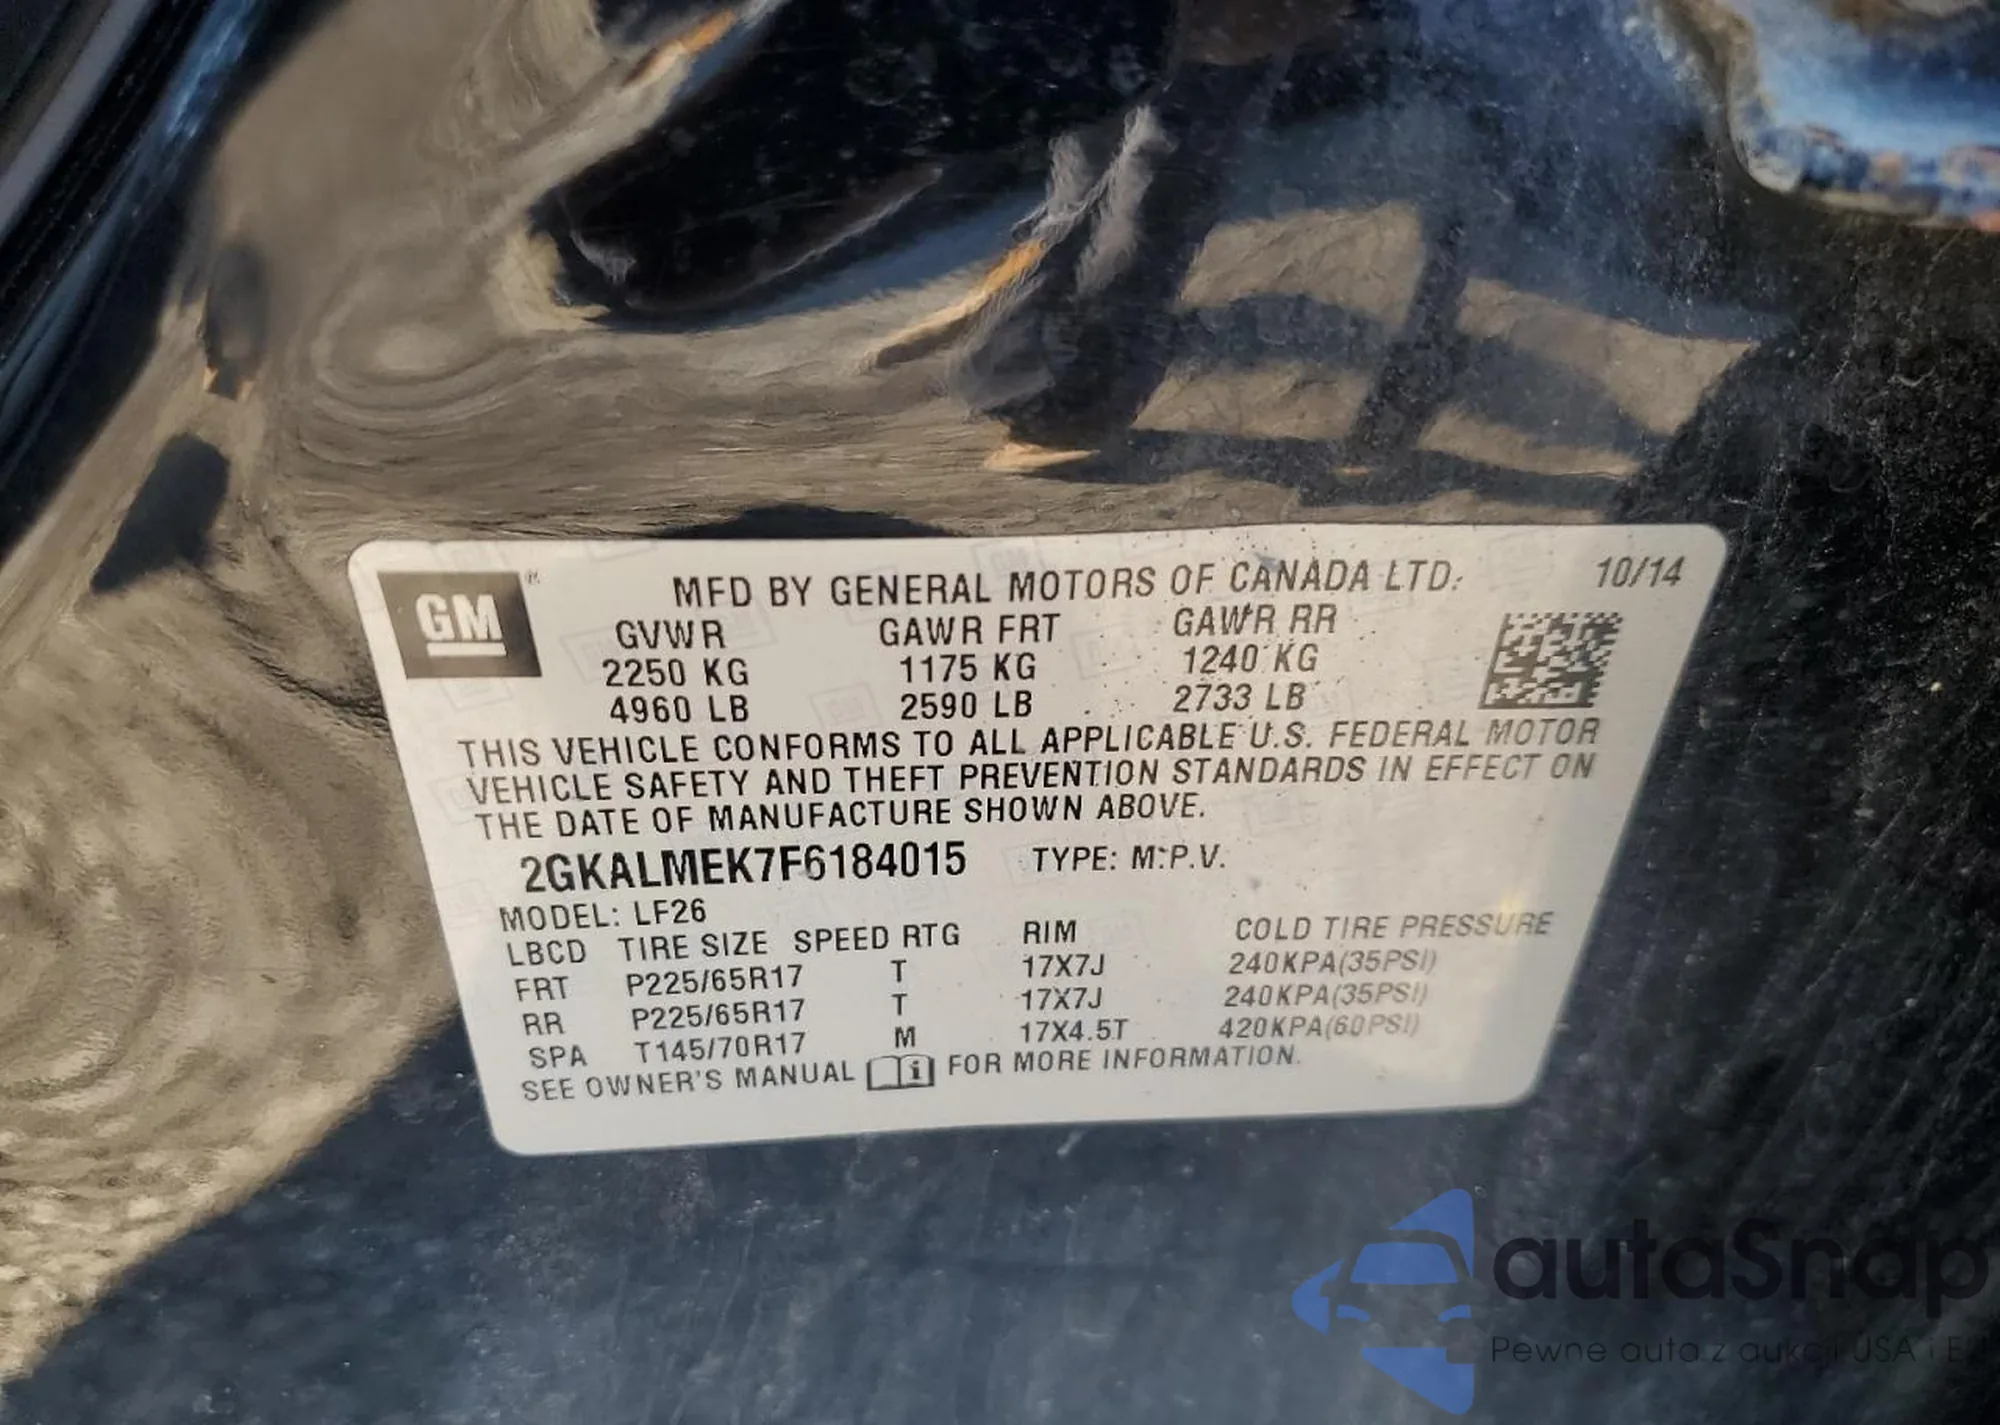 GM ®
MFD BY GENERAL MOTORS OF CANADA LTD. 10/14
GVWR GAWR FRT GAWR RR
2250 KG 1175 KG 1240 KG
4960 LB 2590 LB 2733 LB
THIS VEHICLE CONFORMS TO ALL APPLICABLE U.S. FEDERAL MOTOR
VEHICLE SAFETY AND THEFT PREVENTION STANDARDS IN EFFECT ON
THE DATE OF MANUFACTURE SHOWN ABOVE.
2GKALMEK7F6184015 TYPE: M.P.V.
MODEL: LF26
LBCD TIRE SIZE SPEED RTG RIM COLD TIRE PRESSURE
FRT P225/65R17 T 17X7J 240KPA(35PSI)
RR P225/65R17 T 17X7J 240KPA(35PSI)
SPA T145/70R17 M 17X4.5T 420KPA(60PSI)
SEE OWNER'S MANUAL FOR MORE INFORMATION.
autaSnap
Pewne auta z aukcji USA i